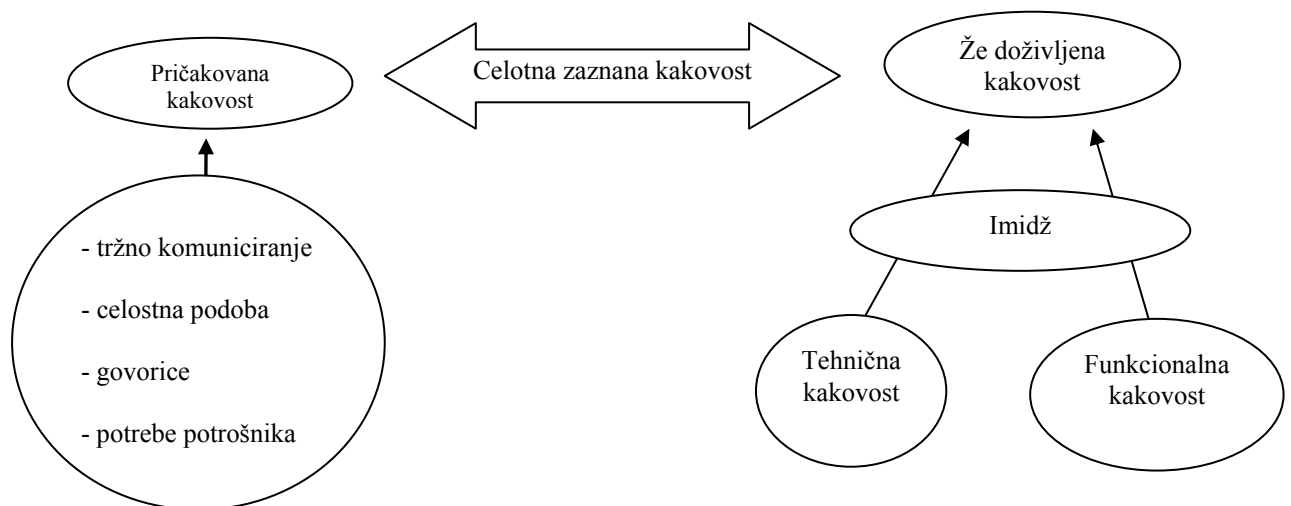 Pričakovana
kakovost
Celotna zaznana kakovost
Že doživljena
kakovost
- tržno komuniciranje
- celostna podoba
- govorice
- potrebe potrošnika
Imidž
Tehnična
kakovost
Funkcionalna
kakovost